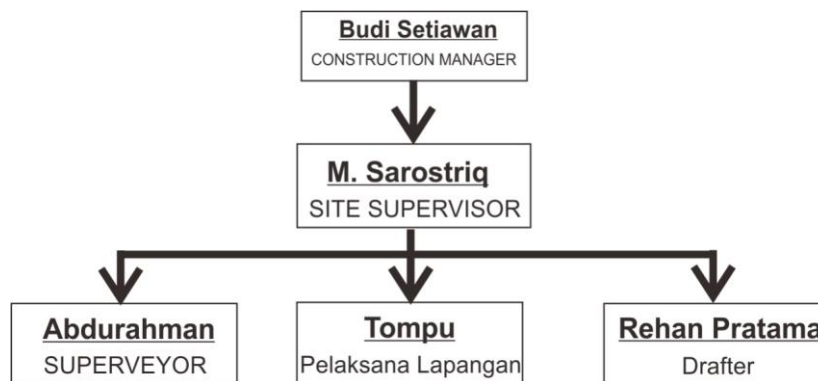 Budi Setiawan
CONSTRUCTION MANAGER
M. Sarostriq
SITE SUPERVISOR
Abdurahman
SUPERVEYOR
Tompu
Pelaksana Lapangan
Rehan Pratama
Drafter